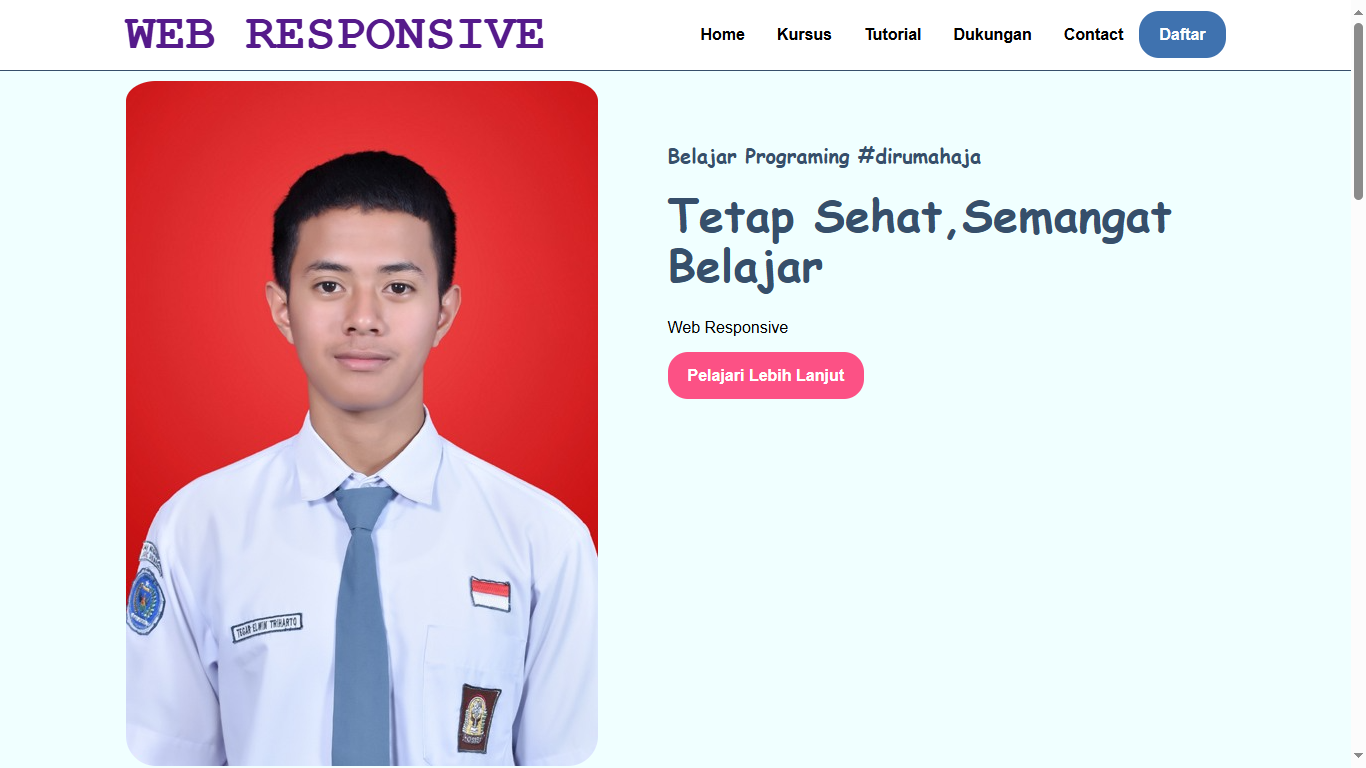 WEB RESPONSIVE
Home
Kursus
Tutorial
Dukungan
Contact
Daftar
Belajar Programing #dirumahaja
Tetap Sehat,Semangat
Belajar
Web Responsive
Pelajari Lebih Lanjut
TEGAR ELWIN TRIHARTO